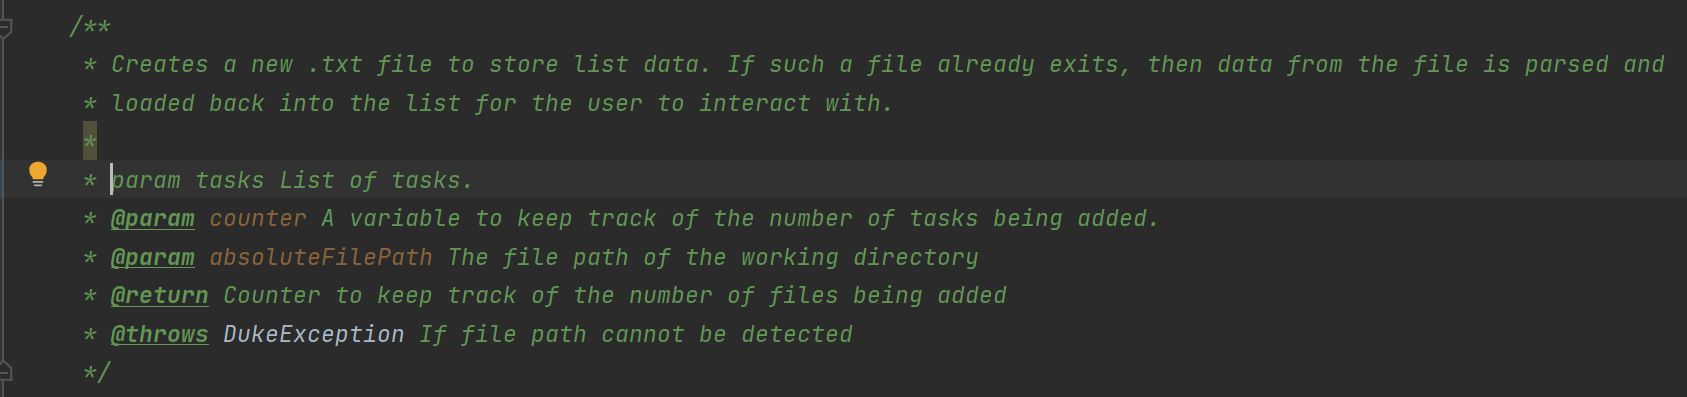 /**
* Creates a new .txt file to store list data. If such a file already exits, then data from the file is parsed and
* loaded back into the list for the user to interact with.
*
* param tasks List of tasks.
* @param counter A variable to keep track of the number of tasks being added.
* @param absoluteFilePath The file path of the working directory
* @return Counter to keep track of the number of files being added
* @throws DukeException If file path cannot be detected
*/